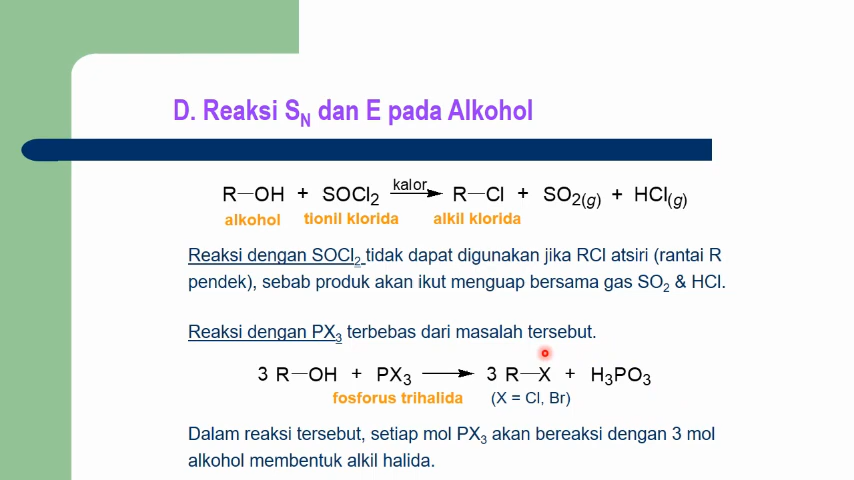 D. Reaksi SN dan E pada Alkohol
R—OH + SOCl2 kalor R—Cl + SO2(g) + HCl(g)
alkohol tionil klorida alkil klorida
Reaksi dengan SOCl2 tidak dapat digunakan jika RCl atsiri (rantai R
pendek), sebab produk akan ikut menguap bersama gas SO2 & HCl.
Reaksi dengan PX3 terbebas dari masalah tersebut.
3 R—OH + PX3 → 3 R—X + H3PO3
fosforus trihalida (X = Cl, Br)
Dalam reaksi tersebut, setiap mol PX3 akan bereaksi dengan 3 mol
alkohol membentuk alkil halida.